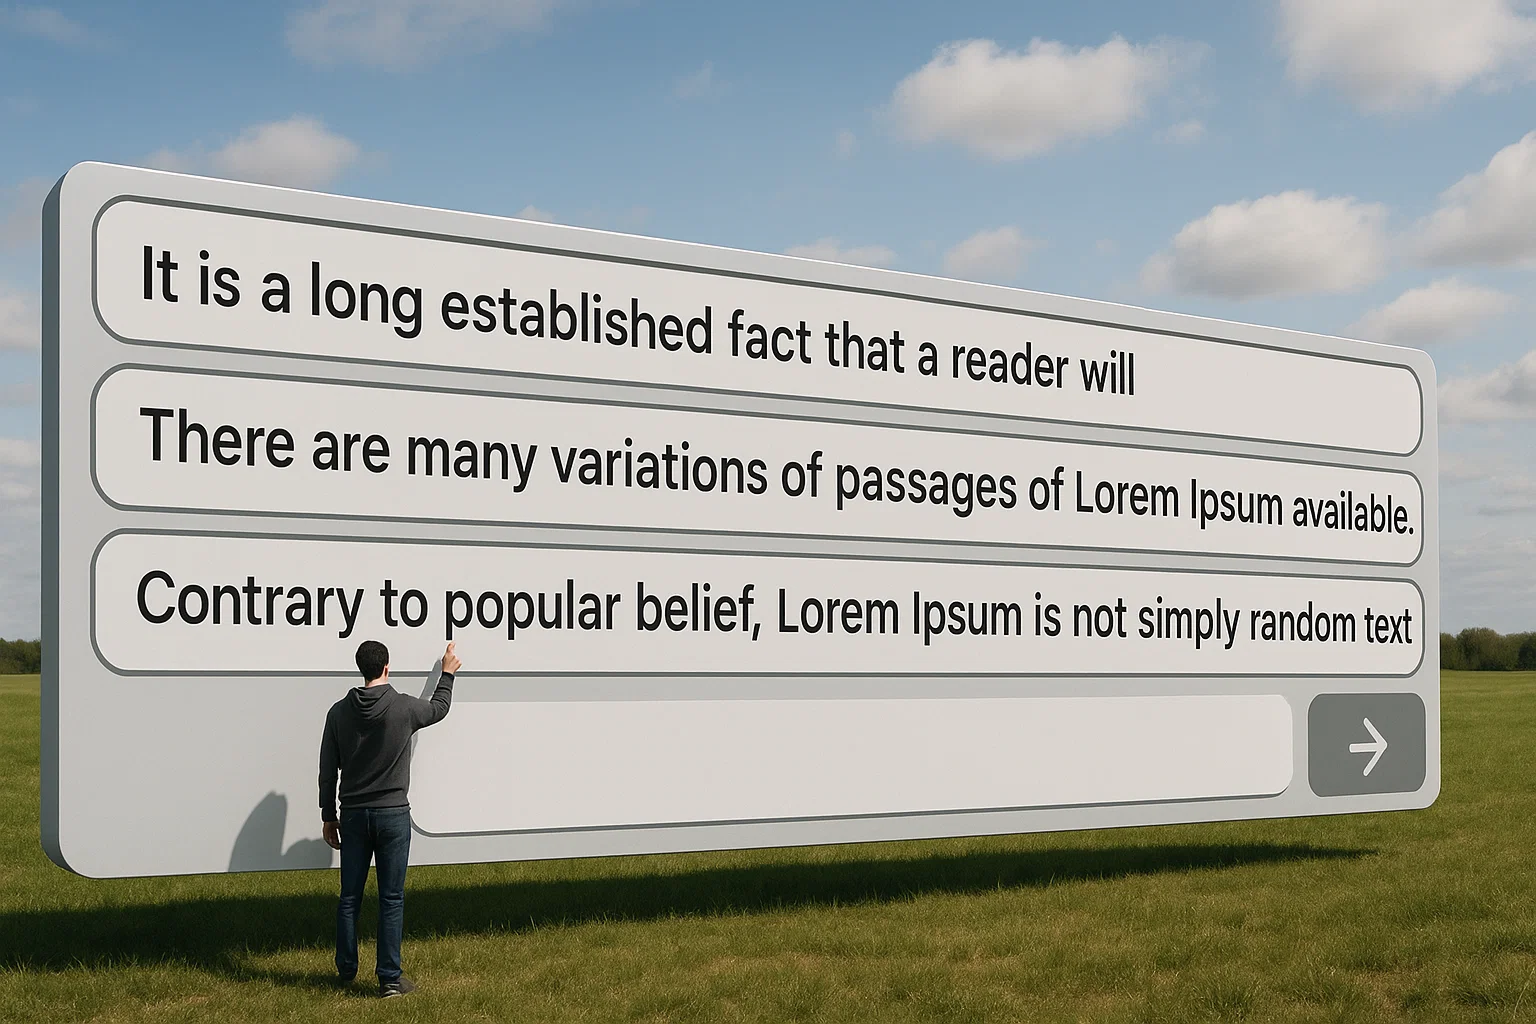 It is a long established fact that a reader will
There are many variations of passages of Lorem Ipsum available.
Contrary to popular belief, Lorem Ipsum is not simply random text